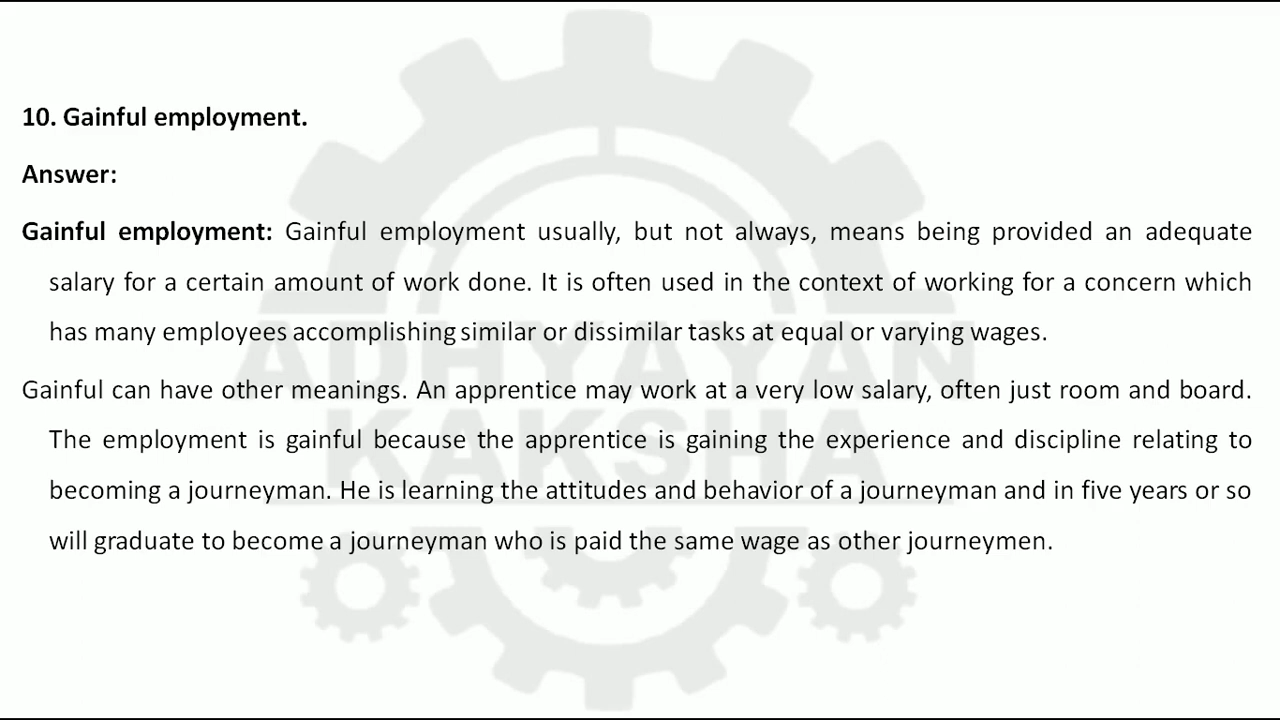 10. Gainful employment.
Answer:
Gainful employment: Gainful employment usually, but not always, means being provided an adequate
salary for a certain amount of work done. It is often used in the context of working for a concern which
has many employees accomplishing similar or dissimilar tasks at equal or varying wages.
Gainful can have other meanings. An apprentice may work at a very low salary, often just room and board.
The employment is gainful because the apprentice is gaining the experience and discipline relating to
becoming a journeyman. He is learning the attitudes and behavior of a journeyman and in five years or so
will graduate to become a journeyman who is paid the same wage as other journeymen.
ADHYAYAN
KAKSHA